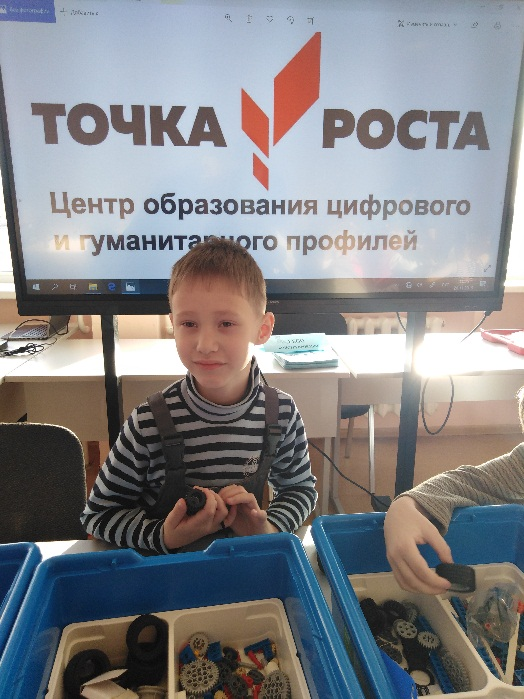 ТОЧКА РОСТА
Центр образования цифрового
и гуманитарного профилей